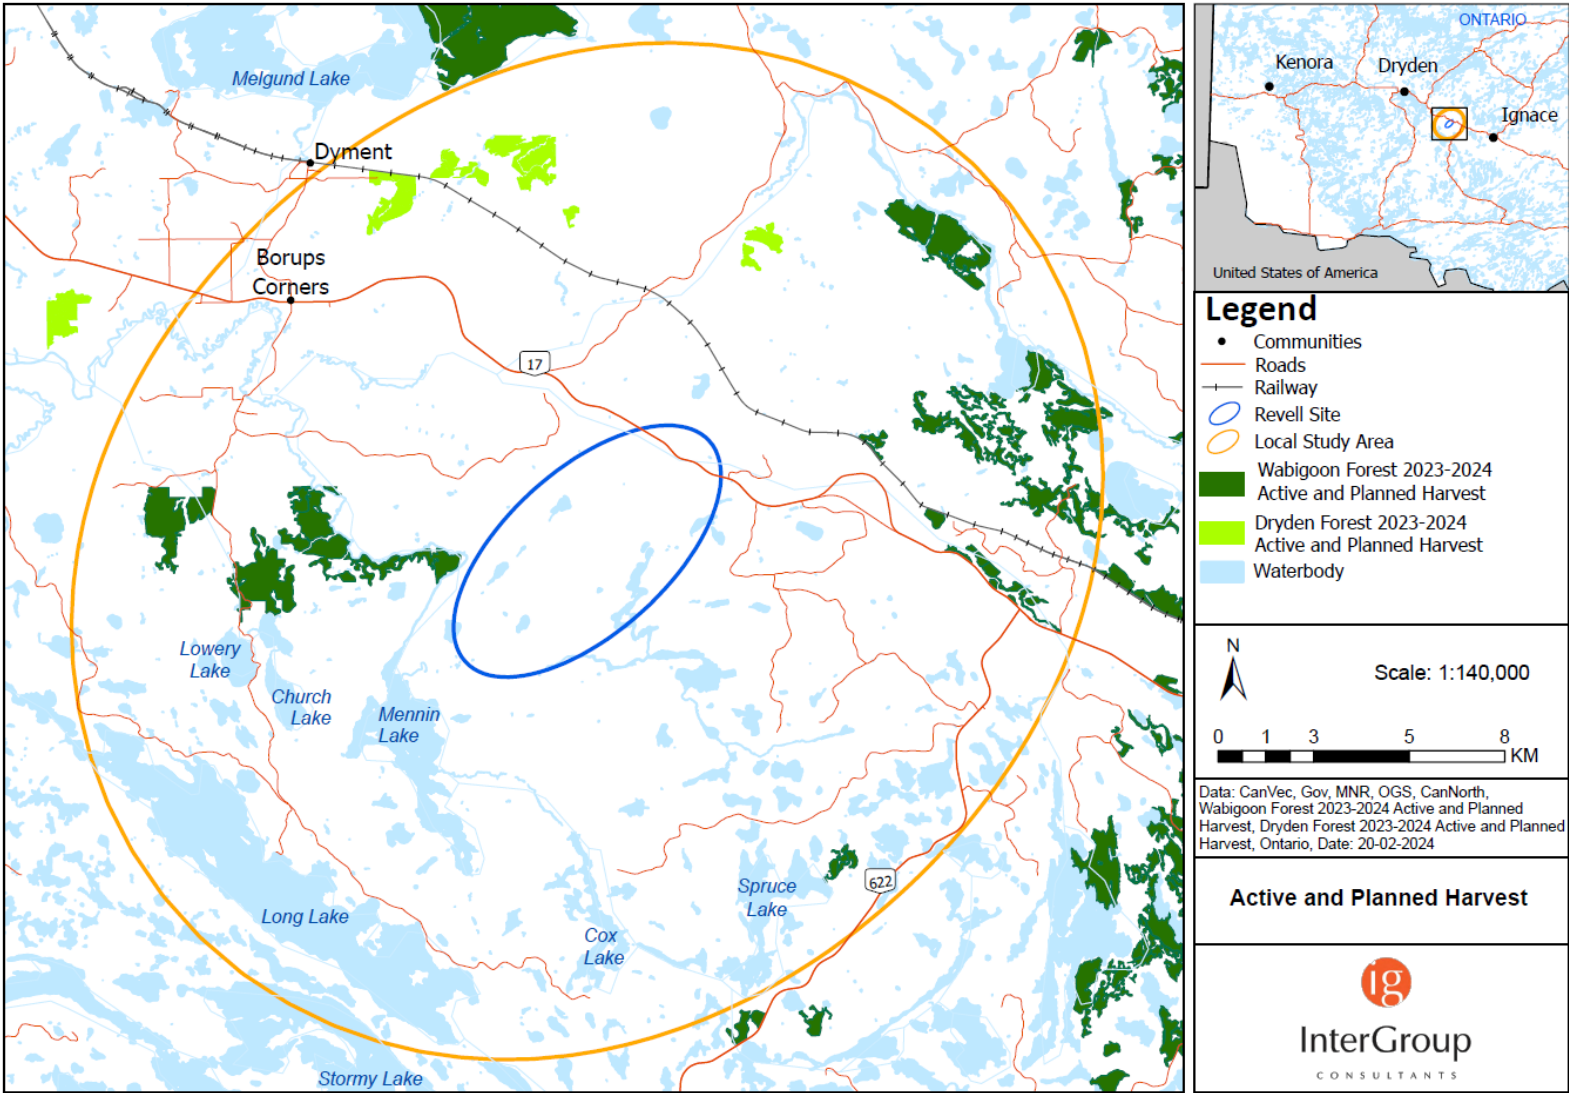 Melgund Lake
Dyment
Borups
Corners
17
Lowery
Lake
Church
Lake
Mennin
Lake
Long Lake
Cox
Lake
Spruce
Lake
622
Stormy Lake
ONTARIO
Kenora
Dryden
Ignace
United States of America
Legend
Communities
Roads
Railway
Revell Site
Local Study Area
Wabigoon Forest 2023-2024
Active and Planned Harvest
Dryden Forest 2023-2024
Active and Planned Harvest
Waterbody
N
Scale: 1:140,000
0 1 3 5 8
KM
Data: CanVec, Gov, MNR, OGS, CanNorth,
Wabigoon Forest 2023-2024 Active and Planned
Harvest, Dryden Forest 2023-2024 Active and Planned
Harvest, Ontario, Date: 20-02-2024
Active and Planned Harvest
ig
InterGroup
CONSULTANTS